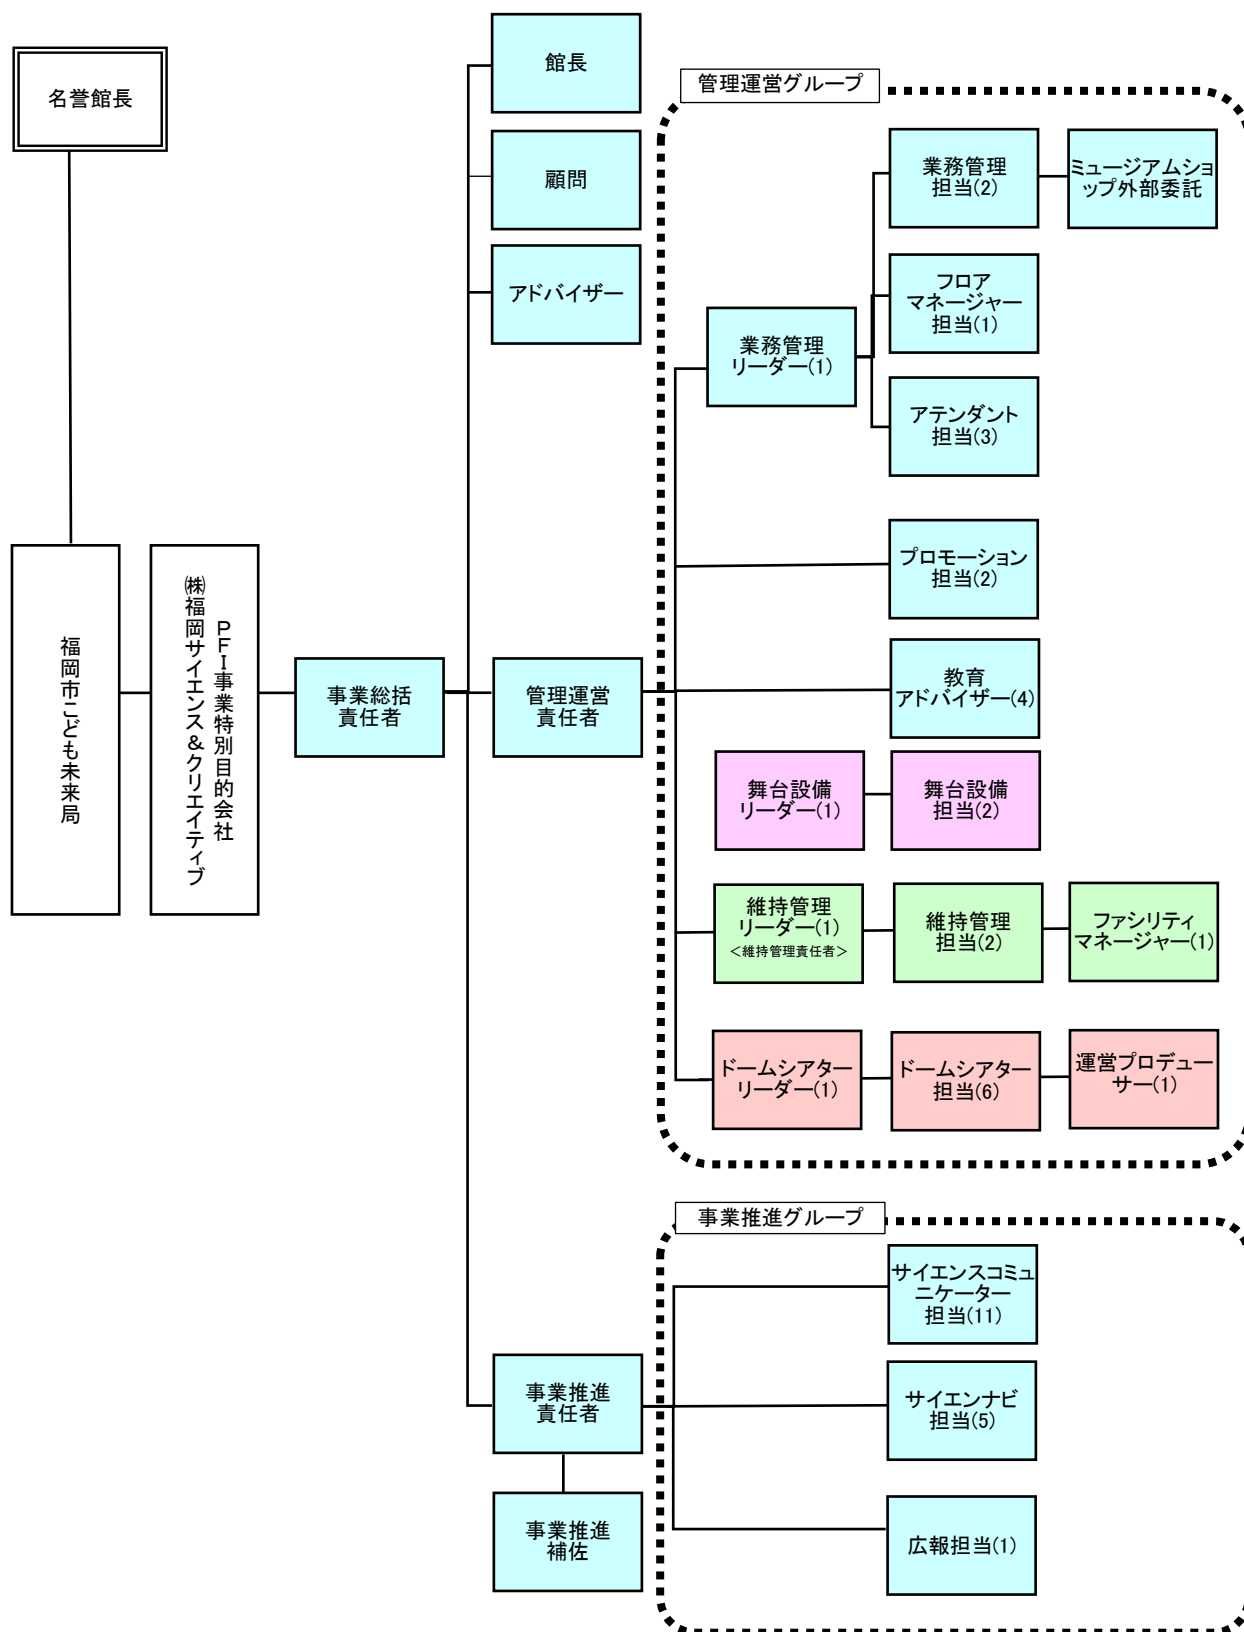 名誉館長
福岡市こども未来局
PFI事業特別目的会社
㈱福岡サイエンス&クリエイティブ
事業総括
責任者
館長
顧問
アドバイザー
管理運営
責任者
事業推進
責任者
事業推進
補佐
管理運営グループ
業務管理
リーダー(1)
業務管理
担当(2)
ミュージアムショ
ップ外部委託
フロア
マネージャー
担当(1)
アテンダント
担当(3)
プロモーション
担当(2)
教育
アドバイザー(4)
舞台設備
リーダー(1)
舞台設備
担当(2)
維持管理
リーダー(1)
<維持管理責任者>
維持管理
担当(2)
ファシリティ
マネージャー(1)
ドームシアター
リーダー(1)
ドームシアター
担当(6)
運営プロデュー
サー(1)
事業推進グループ
サイエンスコミュ
ニケーター
担当(11)
サイエンナビ
担当(5)
広報担当(1)